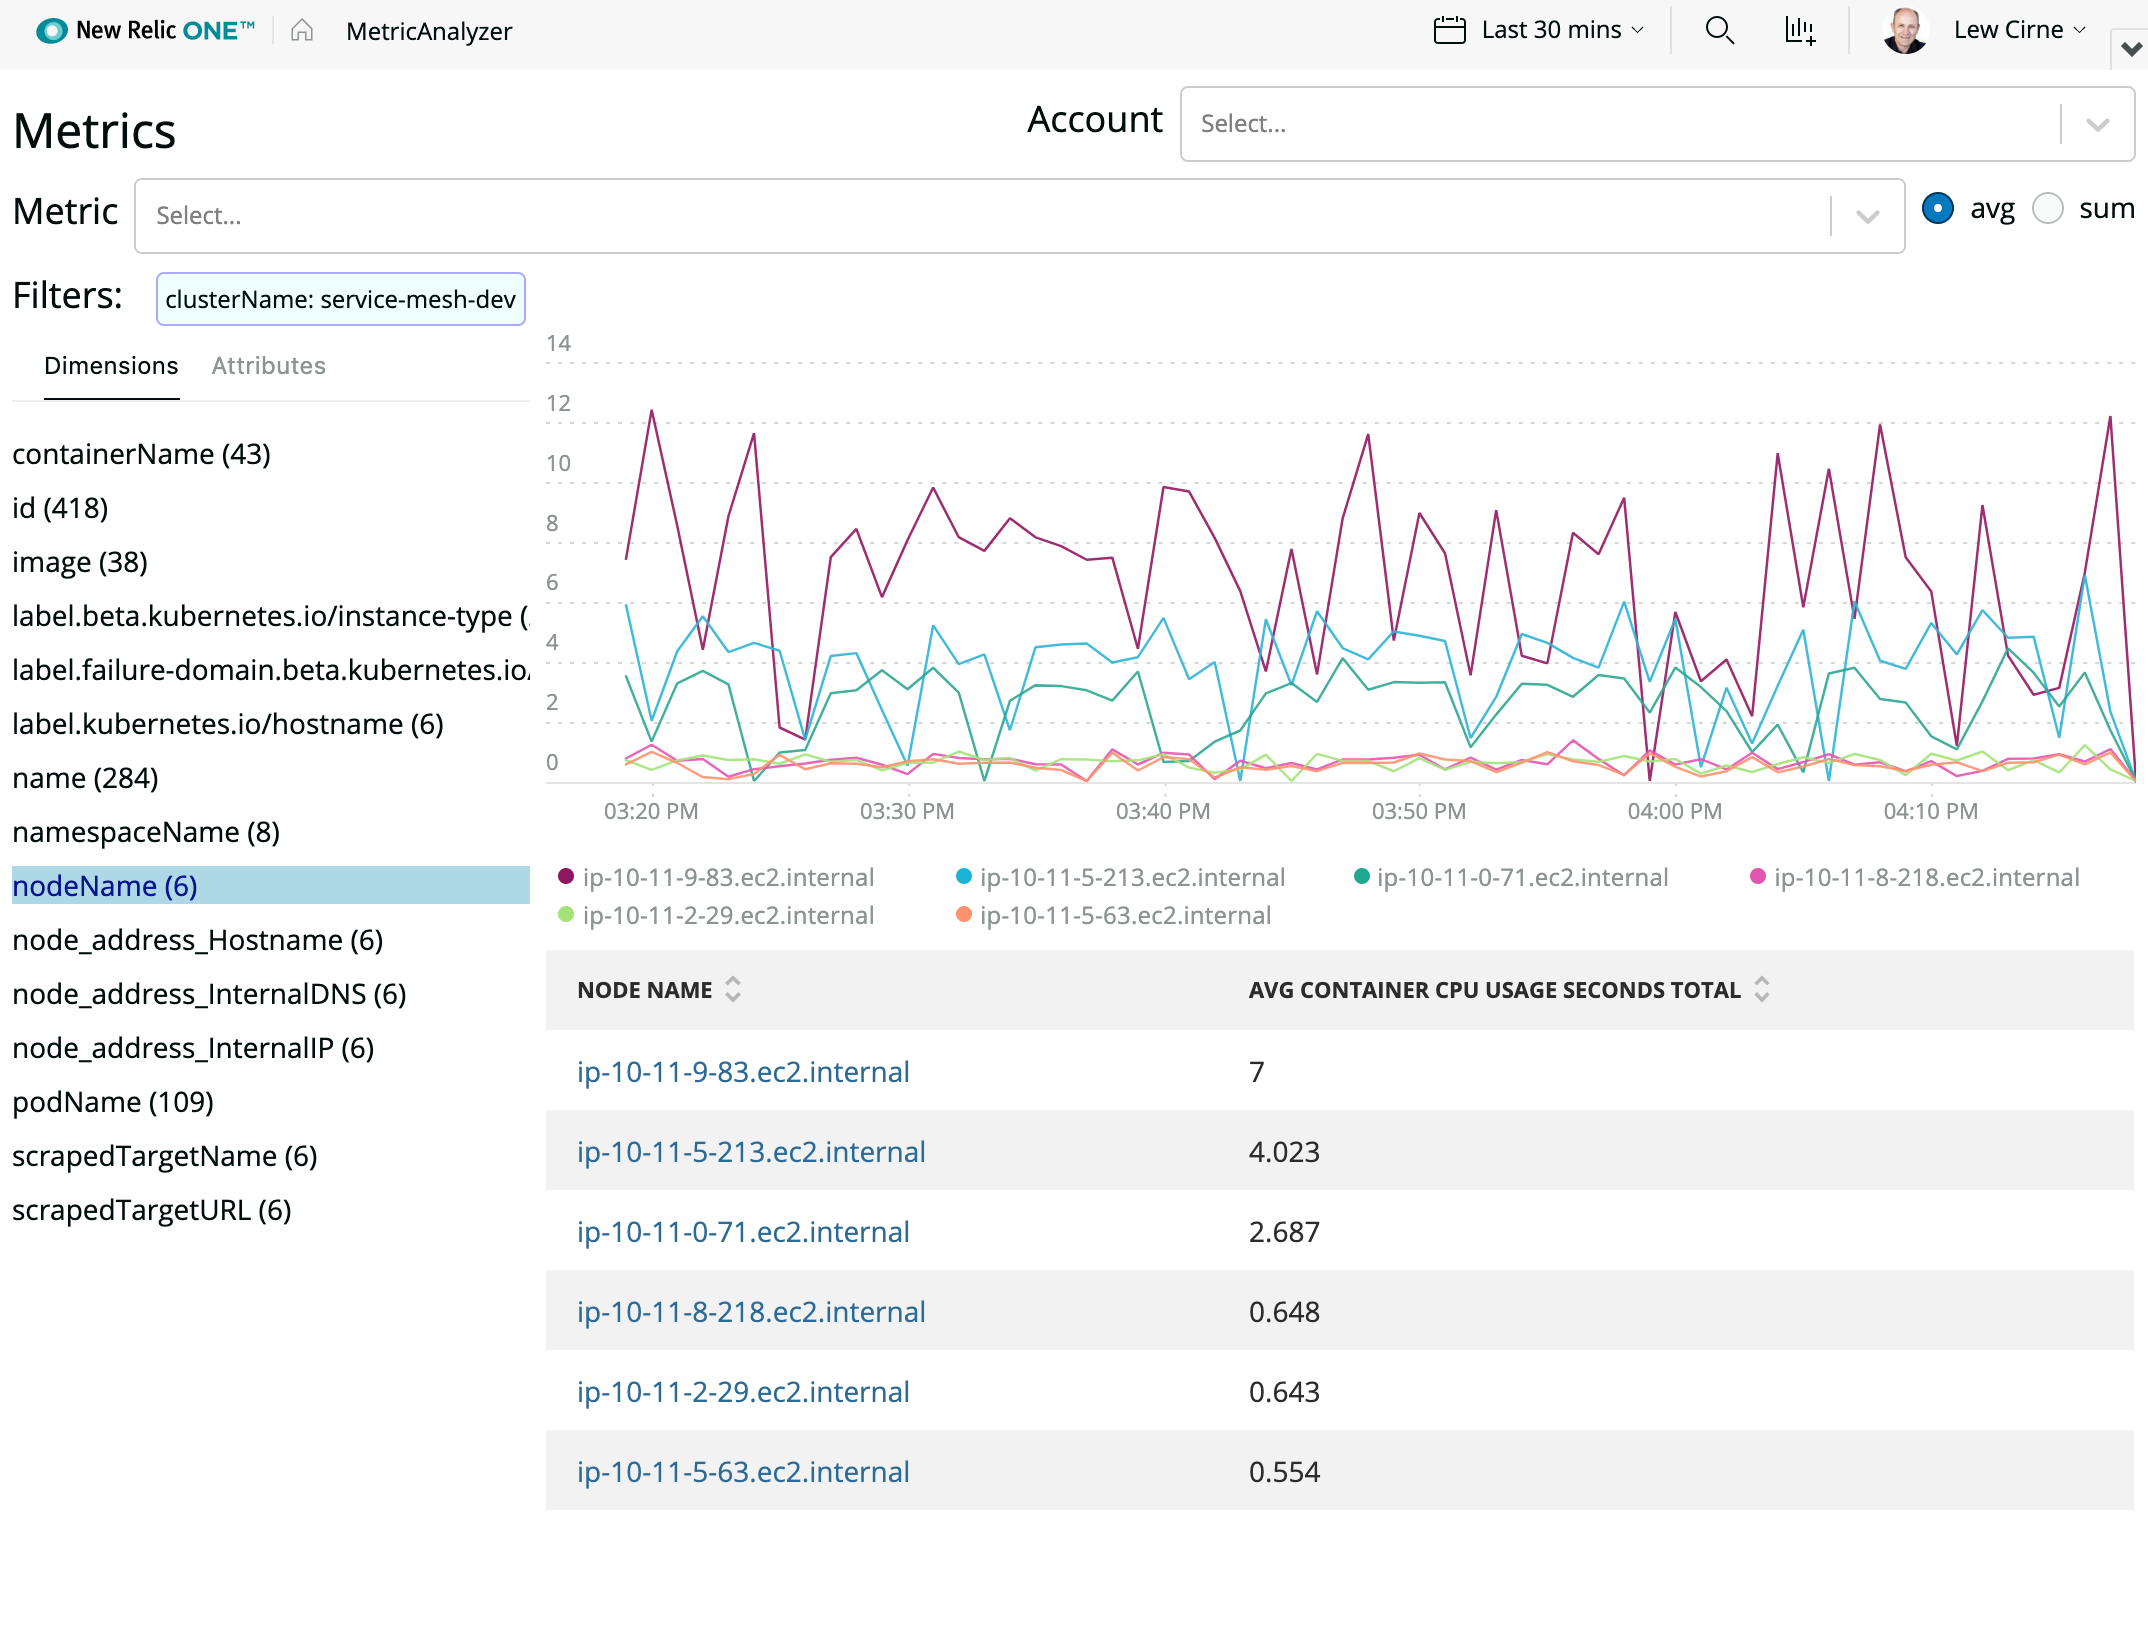 New Relic ONE™
MetricAnalyzer
Last 30 mins
Lew Cirne
Metrics
Account
Select...
Metric
Select...
avg
sum
Filters:
clusterName: service-mesh-dev
Dimensions
Attributes
containerName (43)
id (418)
image (38)
label.beta.kubernetes.io/instance-type (
label.failure-domain.beta.kubernetes.io/
label.kubernetes.io/hostname (6)
name (284)
namespaceName (8)
nodeName (6)
node_address_Hostname (6)
node_address_InternalDNS (6)
node_address_InternalIP (6)
podName (109)
scrapedTargetName (6)
scrapedTargetURL (6)
14
12
10
8
6
4
2
0
03:20 PM
03:30 PM
03:40 PM
03:50 PM
04:00 PM
04:10 PM
ip-10-11-9-83.ec2.internal
ip-10-11-5-213.ec2.internal
ip-10-11-0-71.ec2.internal
ip-10-11-8-218.ec2.internal
ip-10-11-2-29.ec2.internal
ip-10-11-5-63.ec2.internal
NODE NAME
AVG CONTAINER CPU USAGE SECONDS TOTAL
ip-10-11-9-83.ec2.internal
7
ip-10-11-5-213.ec2.internal
4.023
ip-10-11-0-71.ec2.internal
2.687
ip-10-11-8-218.ec2.internal
0.648
ip-10-11-2-29.ec2.internal
0.643
ip-10-11-5-63.ec2.internal
0.554